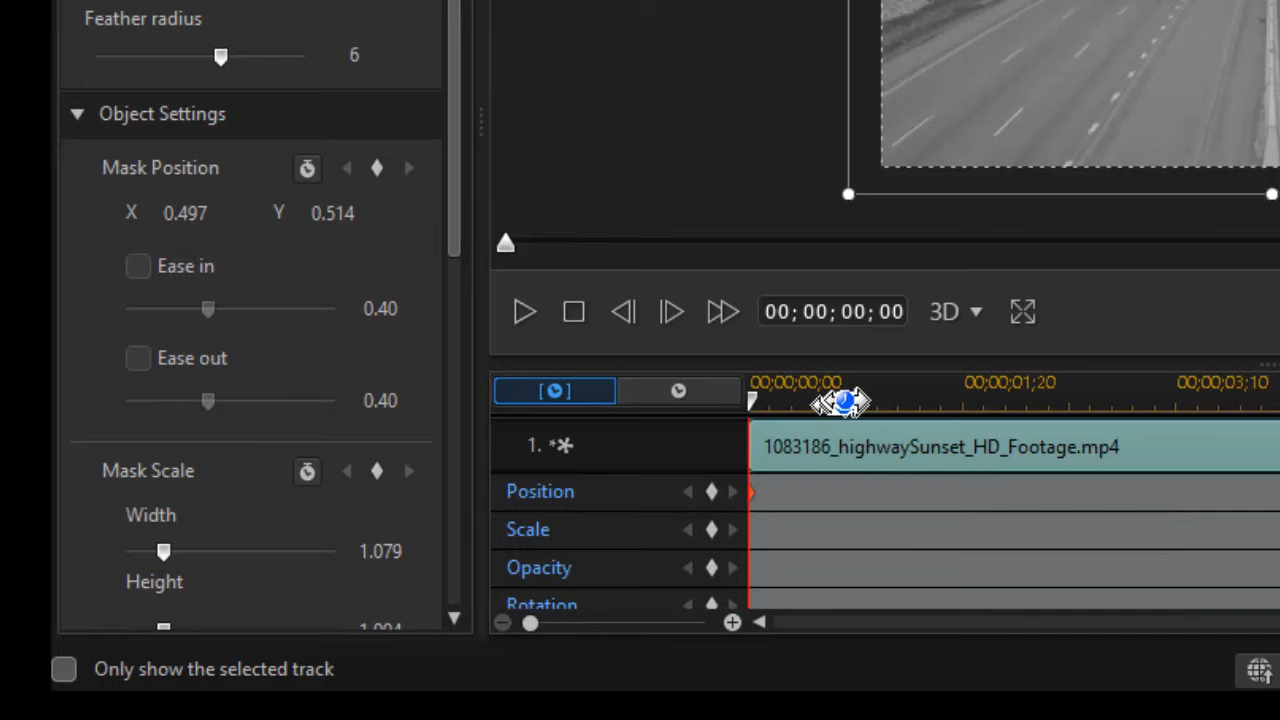 Feather radius
6
Object Settings
Mask Position
X 0.497 Y 0.514
Ease in
0.40
Ease out
0.40
Mask Scale
Width
1.079
Height
1.094
00;00;00;00 3D
00;00;00;00 00;00;01;20 00;00;03;10
1. 1083186_highwaySunset_HD_Footage.mp4
Position
Scale
Opacity
Rotation
Only show the selected track